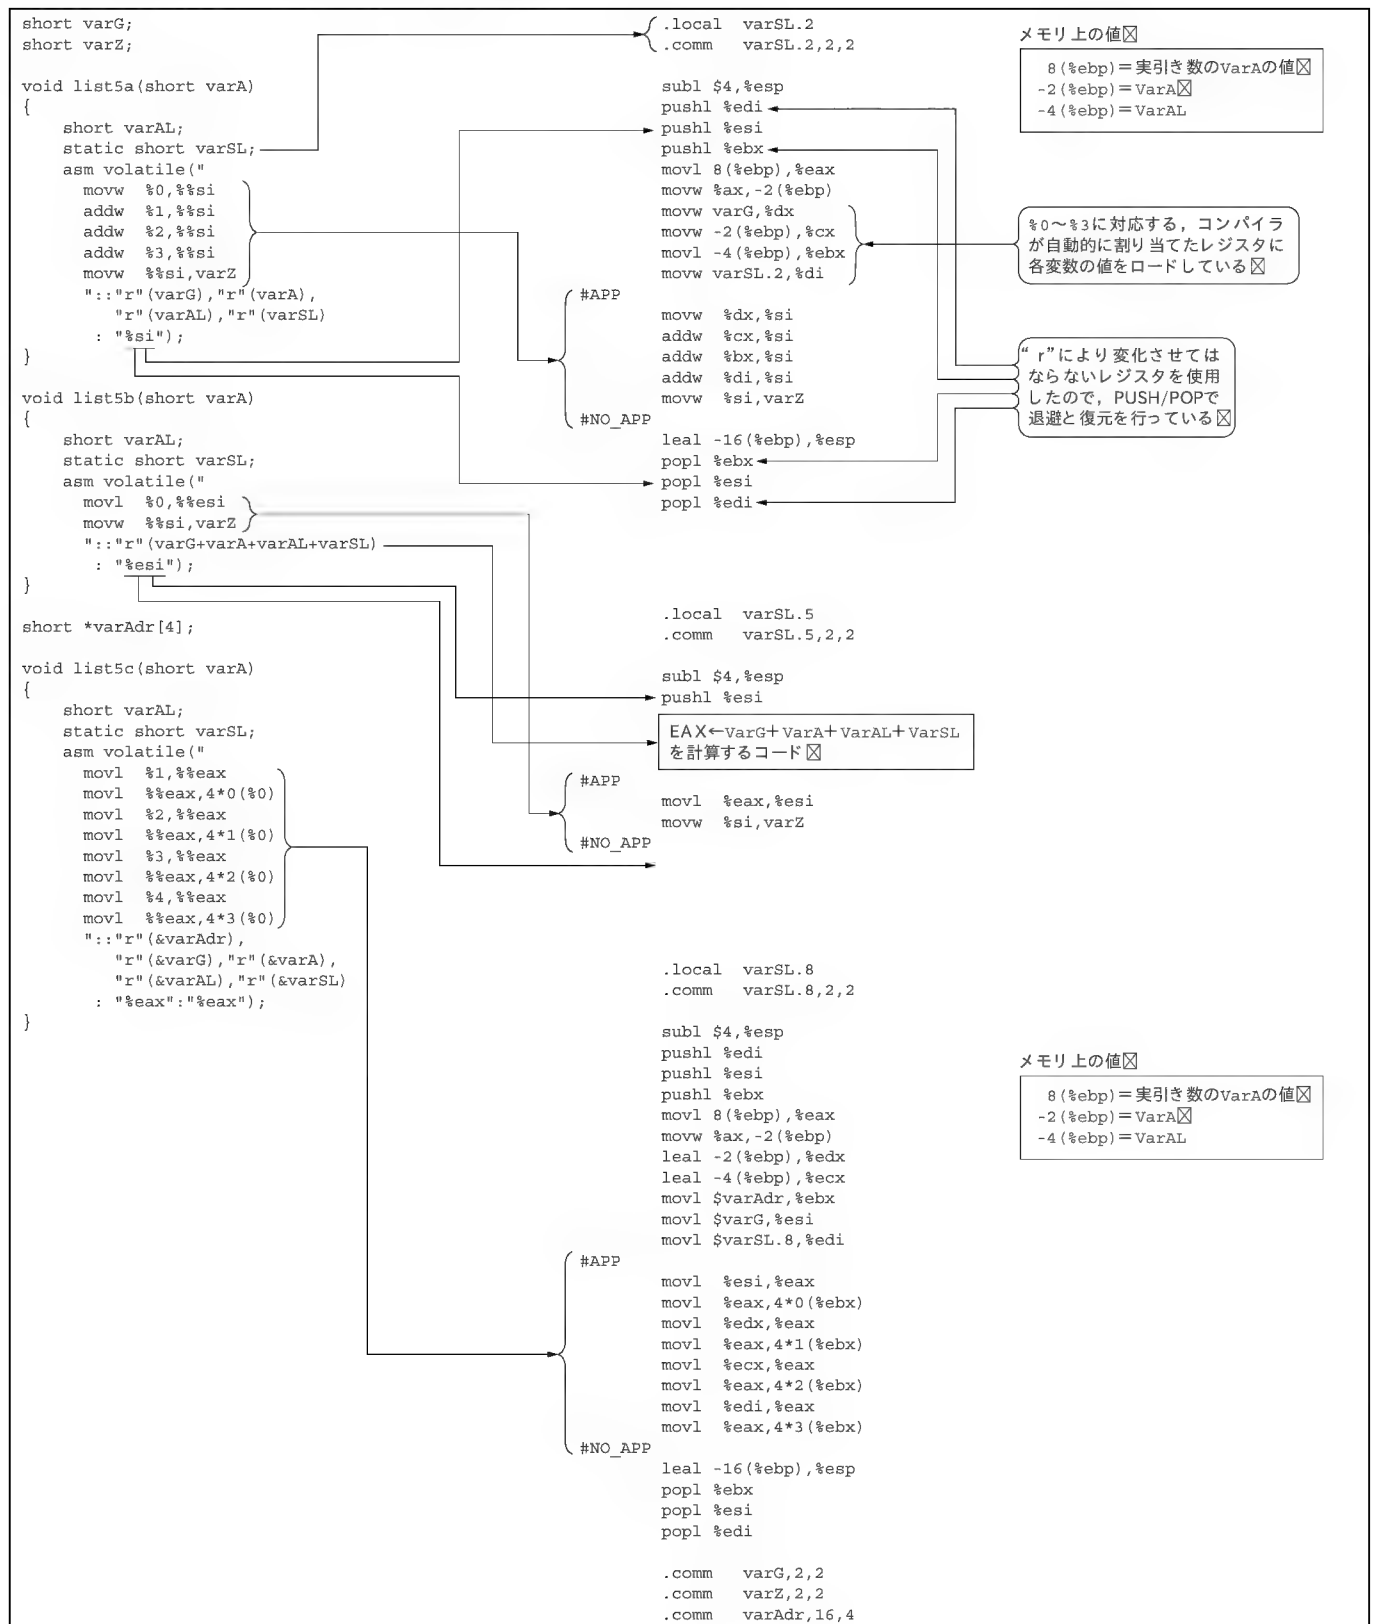 short varG;
short varZ;
void list5a(short varA)
{
short varAL;
static short varSL;
asm volatile("
movw %0,%%si
addw %1,%%si
addw %2,%%si
addw %3,%%si
movw %%si,varZ
"::"r"(varG),"r"(varA),
"r"(varAL),"r"(varSL)
: "%si");
}
void list5b(short varA)
{
short varAL;
static short varSL;
asm volatile("
movl %0,%%esi
movw %%si,varZ
"::"r"(varG+varA+varAL+varSL)
: "%esi");
}
short *varAdr[4];
void list5c(short varA)
{
short varAL;
static short varSL;
asm volatile("
movl %1,%%eax
movl %%eax,4*0(%0)
movl %2,%%eax
movl %%eax,4*1(%0)
movl %3,%%eax
movl %%eax,4*2(%0)
movl %4,%%eax
movl %%eax,4*3(%0)
"::"r"(&varAdr),
"r"(&varG),"r"(&varA),
"r"(&varAL),"r"(&varSL)
: "%eax":"%eax");
}
.local varSL.2
.comm varSL.2,2,2
subl $4,%esp
pushl %edi
pushl %esi
pushl %ebx
movl 8(%ebp),%eax
movw %ax,-2(%ebp)
movw varG,%dx
movw -2(%ebp),%cx
movl -4(%ebp),%ebx
movw varSL.2,%di
#APP
movw %dx,%si
addw %cx,%si
addw %bx,%si
addw %di,%si
movw %si,varZ
#NO_APP
leal -16(%ebp),%esp
popl %ebx
popl %esi
popl %edi
.local varSL.5
.comm varSL.5,2,2
subl $4,%esp
pushl %esi
EAX←VarG+VarA+VarAL+VarSL
を計算するコード
#APP
movl %eax,%esi
movw %si,varZ
#NO_APP
.local varSL.8
.comm varSL.8,2,2
subl $4,%esp
pushl %edi
pushl %esi
pushl %ebx
movl 8(%ebp),%eax
movw %ax,-2(%ebp)
leal -2(%ebp),%edx
leal -4(%ebp),%ecx
movl $varAdr,%ebx
movl $varG,%esi
movl $varSL.8,%edi
#APP
movl %esi,%eax
movl %eax,4*0(%ebx)
movl %edx,%eax
movl %eax,4*1(%ebx)
movl %ecx,%eax
movl %eax,4*2(%ebx)
movl %edi,%eax
movl %eax,4*3(%ebx)
#NO_APP
leal -16(%ebp),%esp
popl %ebx
popl %esi
popl %edi
.comm varG,2,2
.comm varZ,2,2
.comm varAdr,16,4
メモリ上の値
8(%ebp)=実引き数のVarAの値
-2(%ebp)=VarA
-4(%ebp)=VarAL
%0〜%3に対応する，コンパイラ
が自動的に割り当てたレジスタに
各変数の値をロードしている
"r"により変化させては
ならないレジスタを使用
したので，PUSH/POPで
退避と復元を行っている
メモリ上の値
8(%ebp)=実引き数のVarAの値
-2(%ebp)=VarA
-4(%ebp)=VarAL